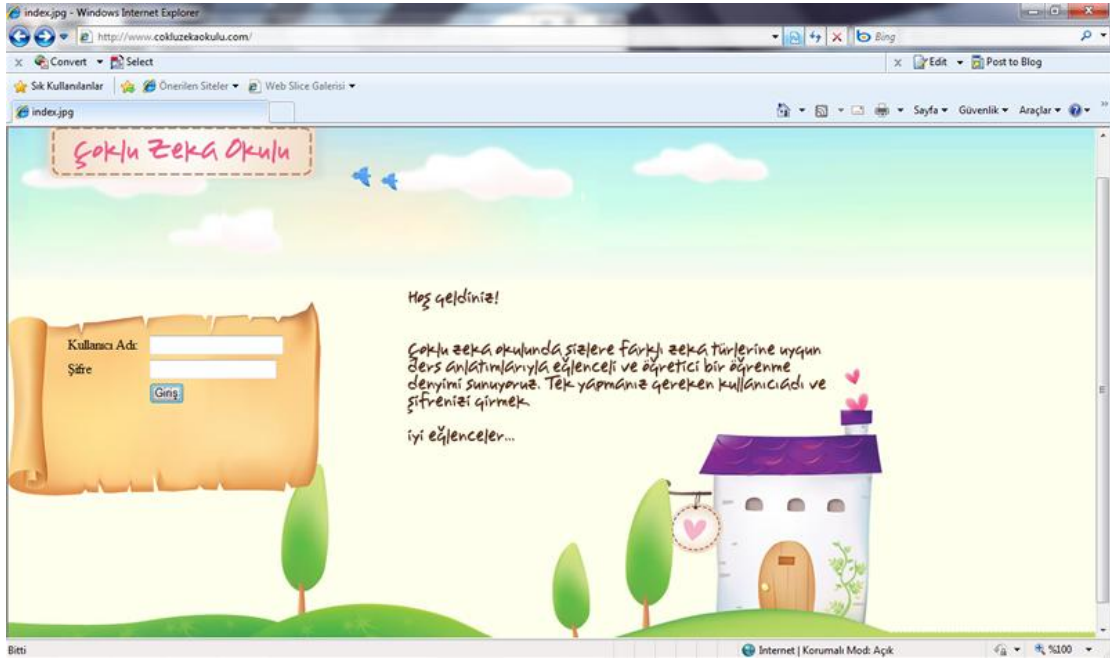 index.jpg - Windows Internet Explorer
http://www.cokluzekaokulu.com/
Bing
x Convert Select
x Edit Post to Blog
Sık Kullanılanlar Önerilen Siteler Web Slice Galerisi
index.jpg
Sayfa Güvenlik Araçlar
Çoklu Zeka Okulu
Hoş geldiniz!
Çoklu zeka okulunda sizlere farklı zeka türlerine uygun
ders anlatımlarıyla eğlenceli ve öğretici bir öğrenme
denyimi sunuyoruz. Tek yapmanız gereken kullanıcıadı ve
şifrenizi girmek
iyi eğlenceler...
Kullanıcı Adı:
Şifre
Giriş
Bitti
Internet | Korumalı Mod: Açık
%100